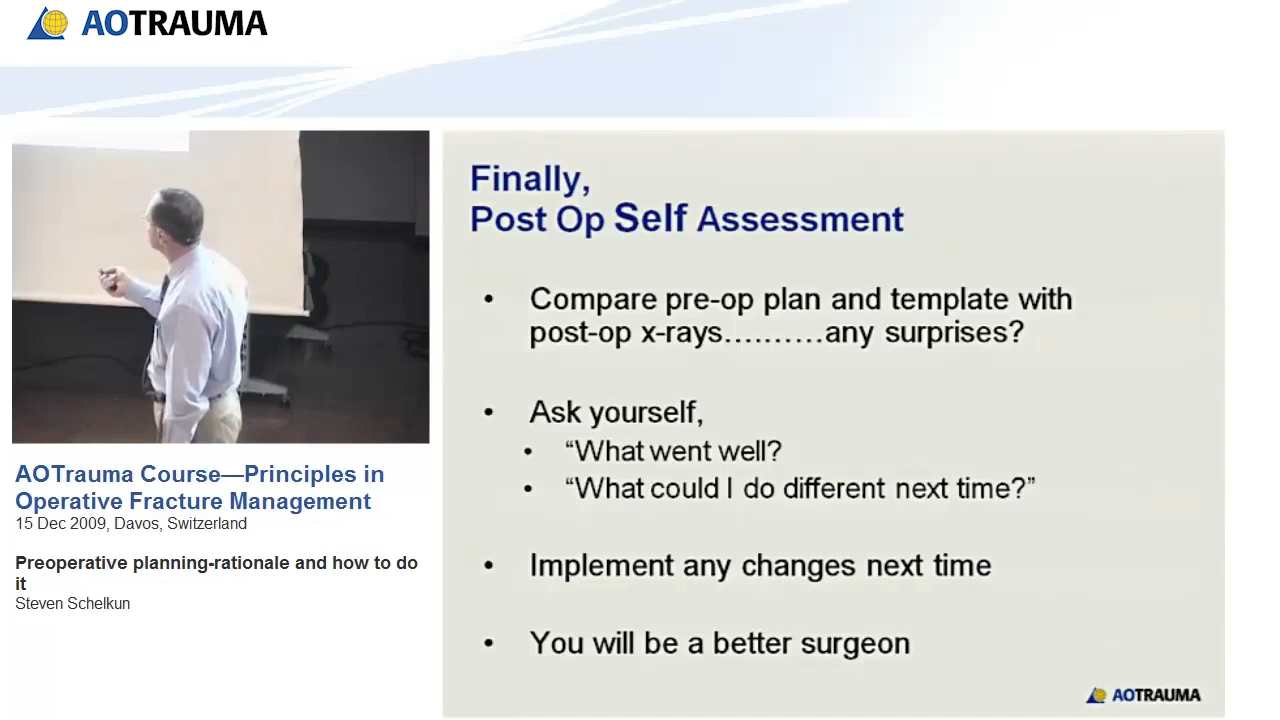 AOTRAUMA
AOTrauma Course—Principles in
Operative Fracture Management
15 Dec 2009, Davos, Switzerland
Preoperative planning-rationale and how to do
it
Steven Schelkun
Finally,
Post Op Self Assessment
• Compare pre-op plan and template with
post-op x-rays..........any surprises?
• Ask yourself,
• “What went well?
• “What could I do different next time?”
• Implement any changes next time
• You will be a better surgeon
AOTRAUMA